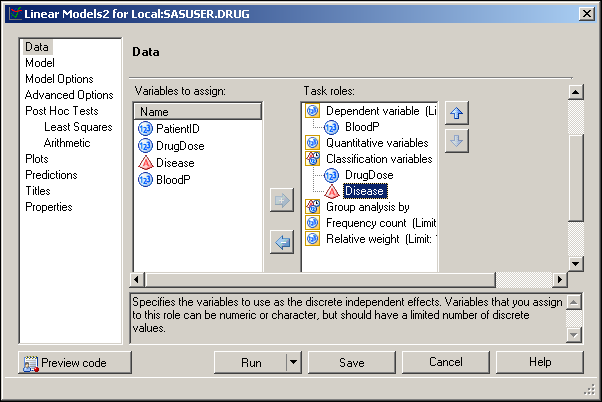 Linear Models2 for Local:SASUSER.DRUG
Data
Model
Model Options
Advanced Options
Post Hoc Tests
Least Squares
Arithmetic
Plots
Predictions
Titles
Properties
Data
Variables to assign:
Name
PatientID
DrugDose
Disease
BloodP
Task roles:
Dependent variable (Li
BloodP
Quantitative variables
Classification variables
DrugDose
Disease
Group analysis by
Frequency count (Limit
Relative weight (Limit:
Specifies the variables to use as the discrete independent effects. Variables that you assign
to this role can be numeric or character, but should have a limited number of discrete
values.
Preview code
Run
Save
Cancel
Help